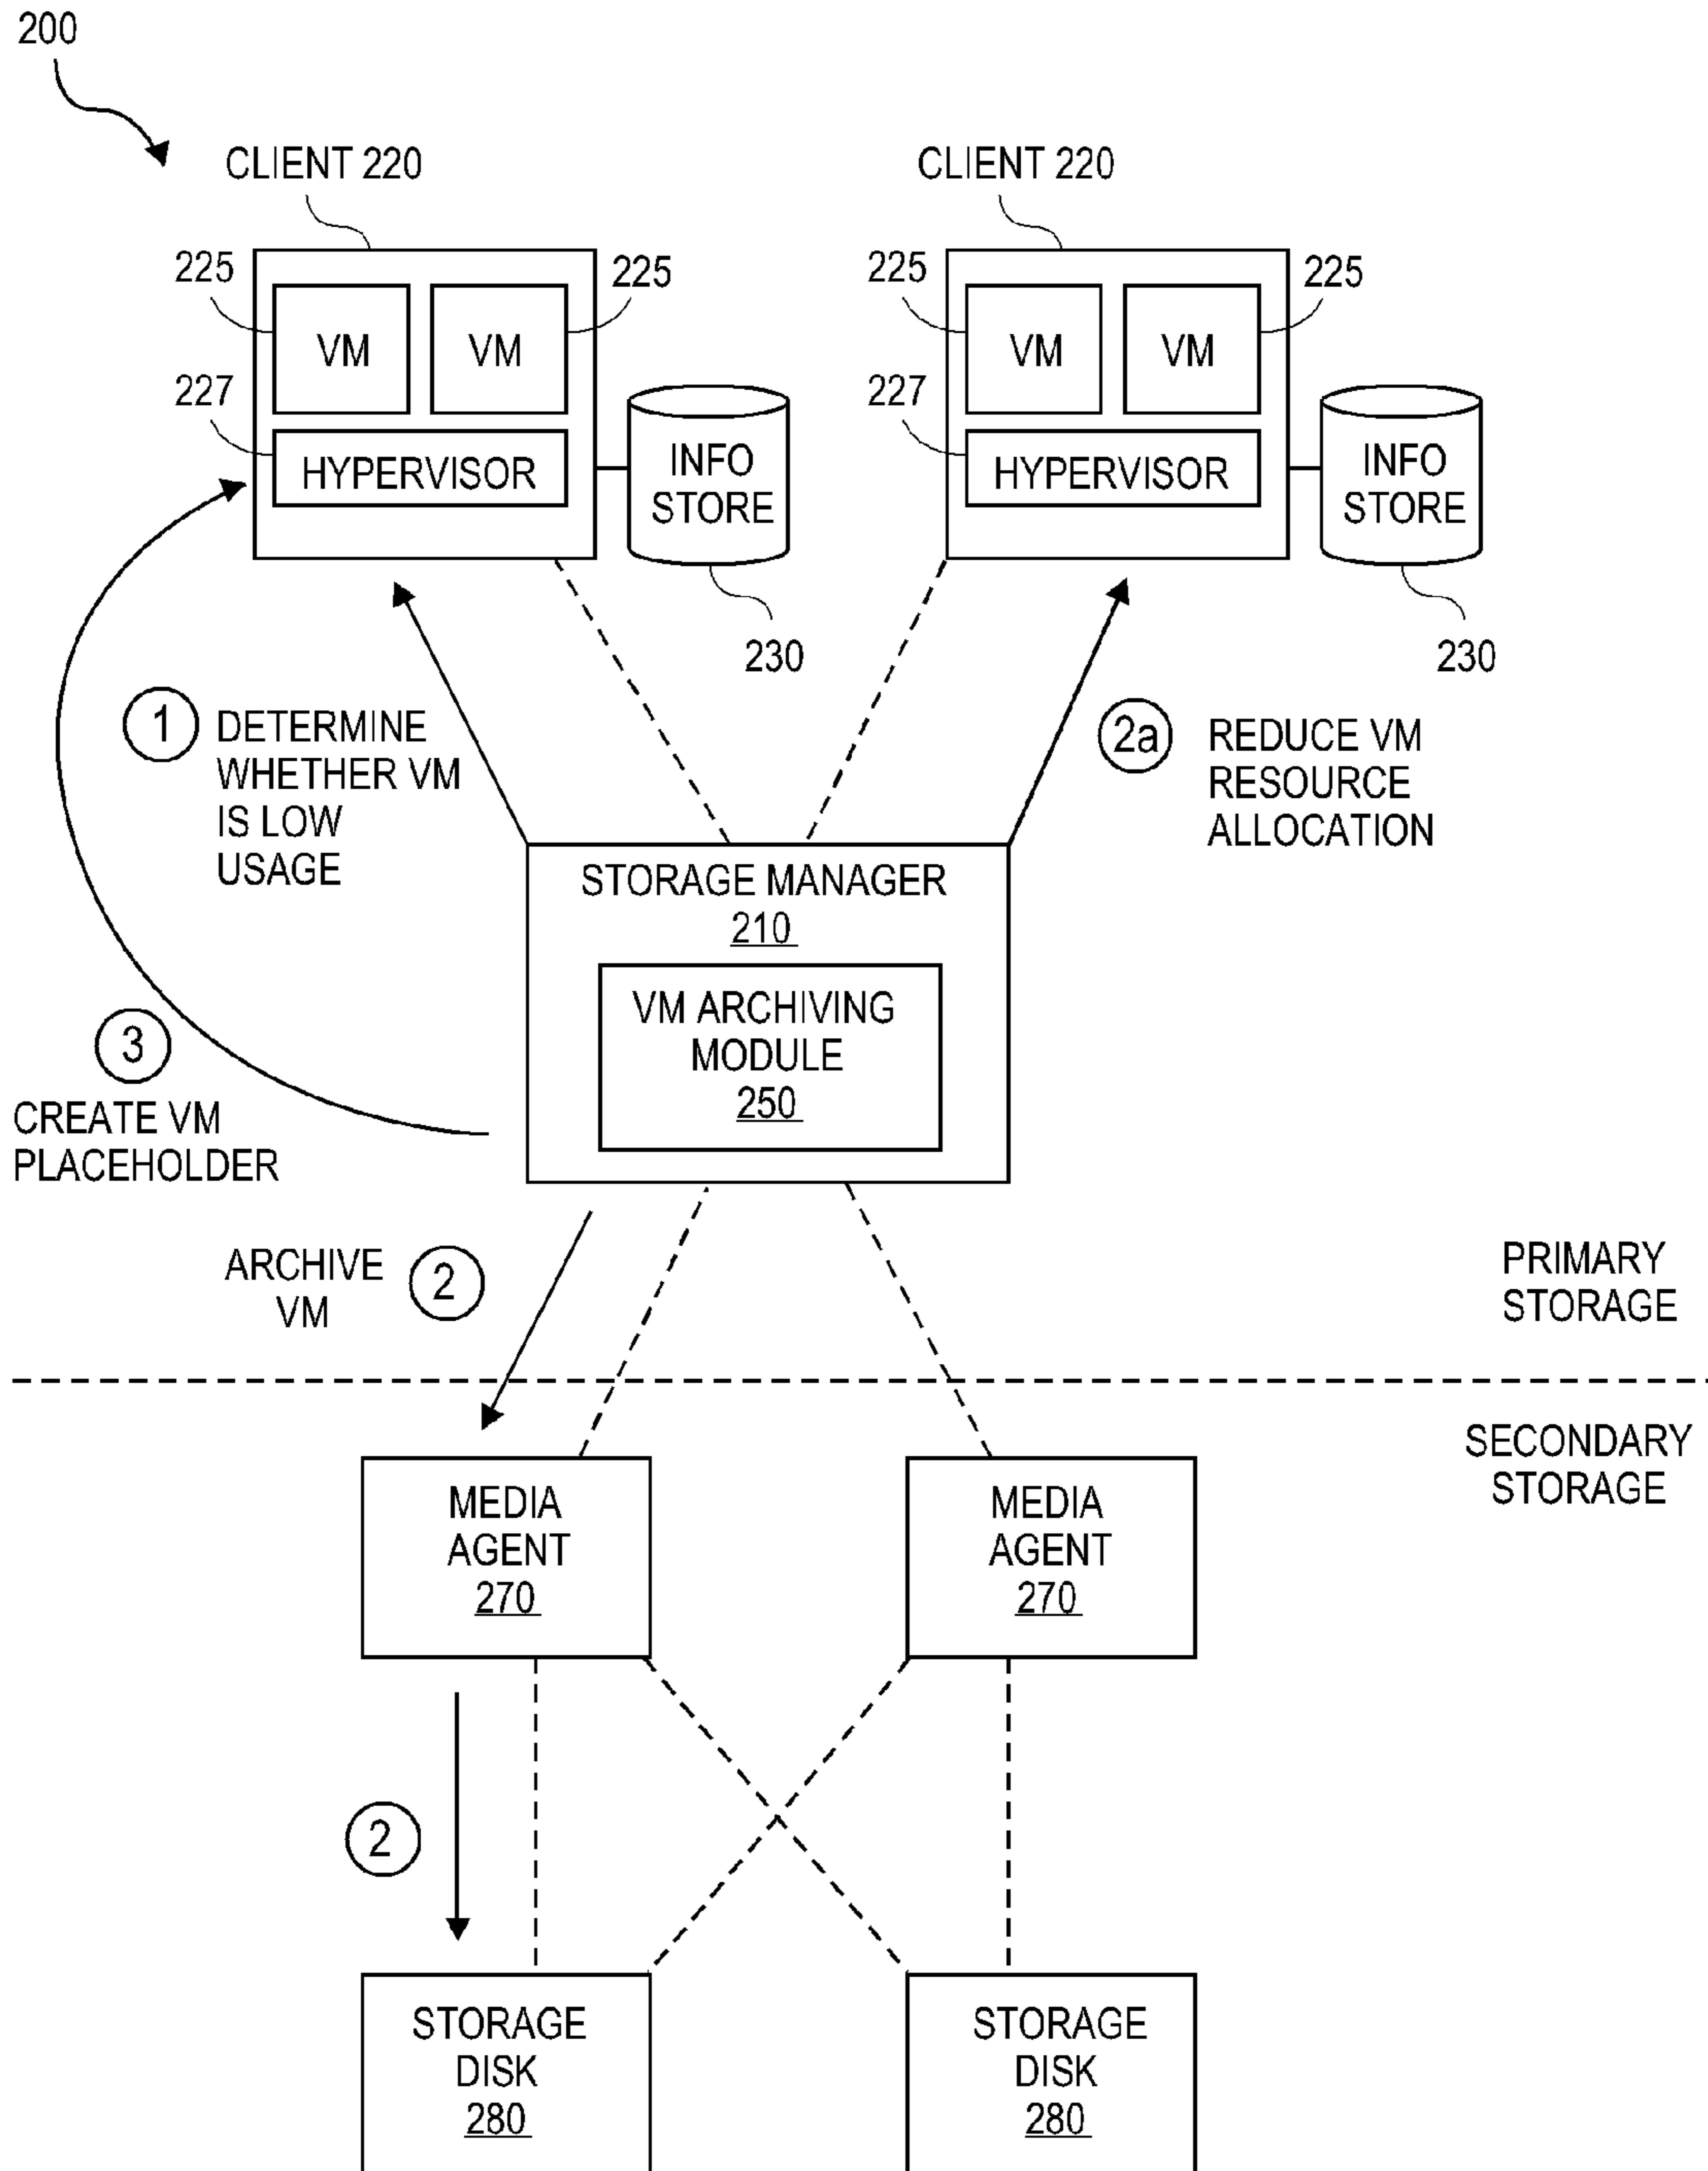 200
CLIENT 220
CLIENT 220
225
225
225
225
VM
VM
VM
VM
227
227
HYPERVISOR
HYPERVISOR
INFO
STORE
INFO
STORE
230
230
1
DETERMINE
WHETHER VM
IS LOW
USAGE
2a
REDUCE VM
RESOURCE
ALLOCATION
STORAGE MANAGER
210
VM ARCHIVING
MODULE
250
3
CREATE VM
PLACEHOLDER
ARCHIVE
VM
2
PRIMARY
STORAGE
SECONDARY
STORAGE
MEDIA
AGENT
270
MEDIA
AGENT
270
2
STORAGE
DISK
280
STORAGE
DISK
280